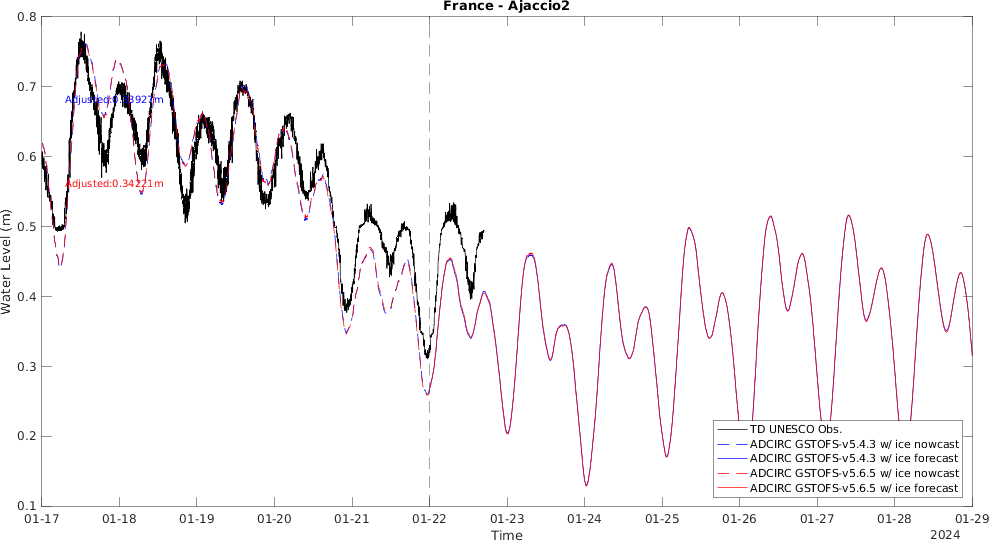 France - Ajaccio2
0.8
0.7
0.6
0.5
0.4
0.3
0.2
0.1
Water Level (m)
Adjusted:0.33927m
Adjusted:0.34221m
TD UNESCO Obs.
ADCIRC GSTOFS-v5.4.3 w/ ice nowcast
ADCIRC GSTOFS-v5.4.3 w/ ice forecast
ADCIRC GSTOFS-v5.6.5 w/ ice nowcast
ADCIRC GSTOFS-v5.6.5 w/ ice forecast
01-17 01-18 01-19 01-20 01-21 01-22 01-23 01-24 01-25 01-26 01-27 01-28 01-29
Time
2024